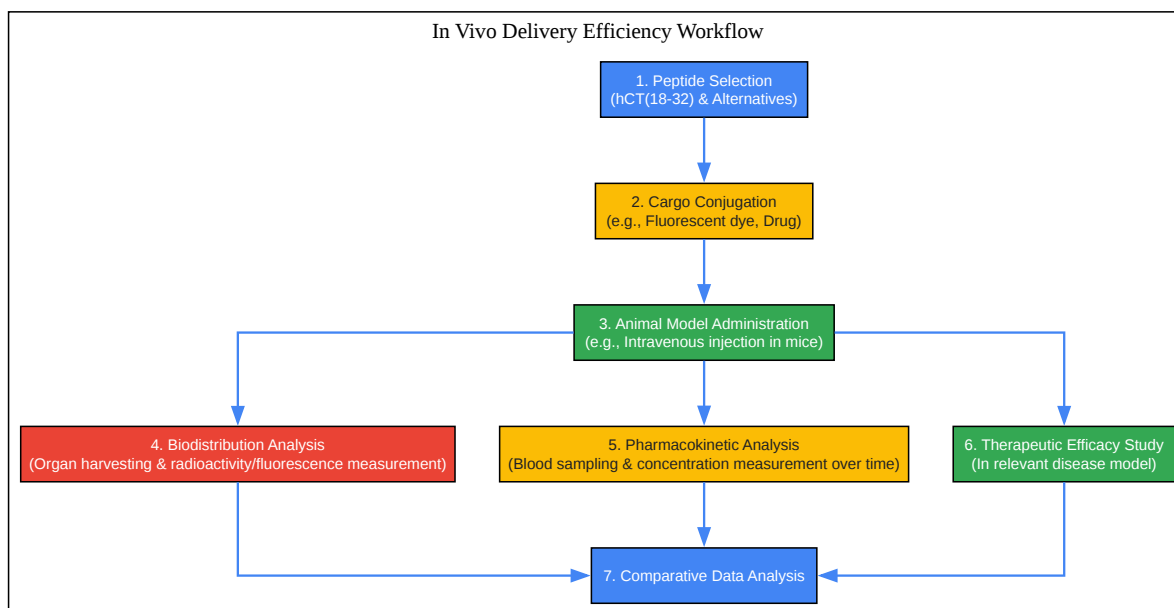 In Vivo Delivery Efficiency Workflow
1. Peptide Selection
(hCT(18-32) & Alternatives)
2. Cargo Conjugation
(e.g., Fluorescent dye, Drug)
3. Animal Model Administration
(e.g., Intravenous injection in mice)
4. Biodistribution Analysis
(Organ harvesting & radioactivity/fluorescence measurement)
5. Pharmacokinetic Analysis
(Blood sampling & concentration measurement over time)
6. Therapeutic Efficacy Study
(In relevant disease model)
7. Comparative Data Analysis